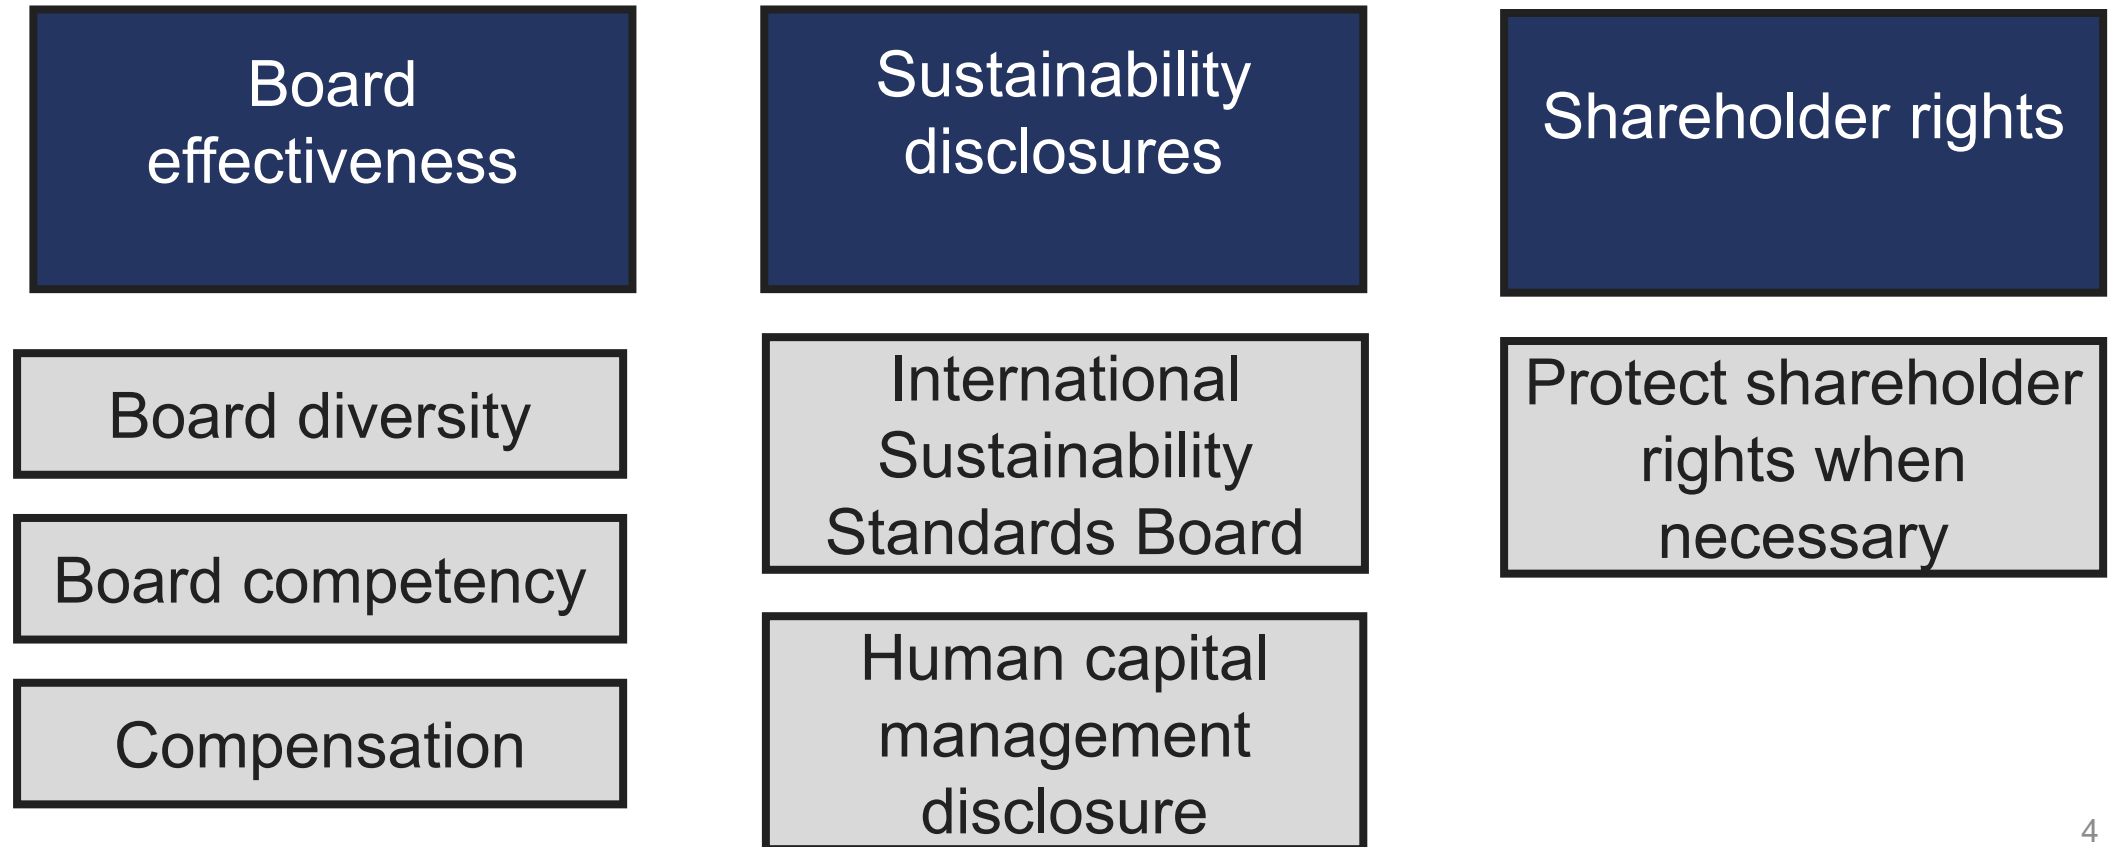 Board
effectiveness
Board diversity
Board competency
Compensation
Sustainability
disclosures
International
Sustainability
Standards Board
Human capital
management
disclosure
Shareholder rights
Protect shareholder
rights when
necessary
4